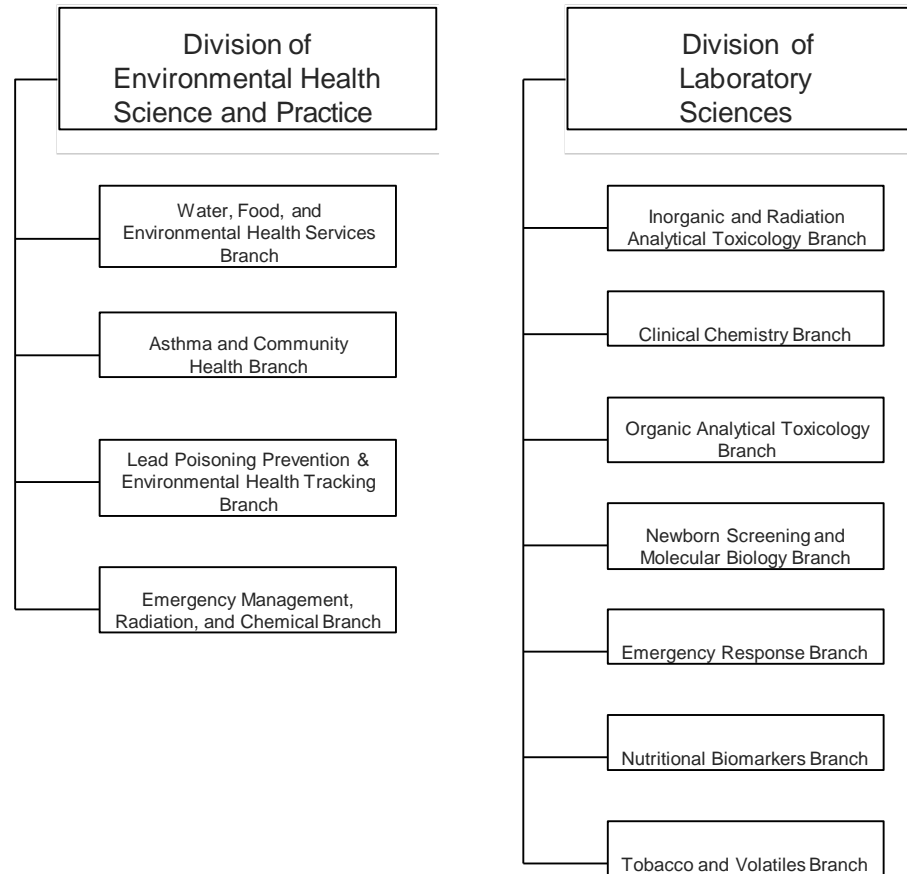 Division of
Environmental Health
Science and Practice
Water, Food, and
Environmental Health Services
Branch
Asthma and Community
Health Branch
Lead Poisoning Prevention &
Environmental Health Tracking
Branch
Emergency Management,
Radiation, and Chemical Branch
Division of
Laboratory
Sciences
Inorganic and Radiation
Analytical Toxicology Branch
Clinical Chemistry Branch
Organic Analytical Toxicology
Branch
Newborn Screening and
Molecular Biology Branch
Emergency Response Branch
Nutritional Biomarkers Branch
Tobacco and Volatiles Branch